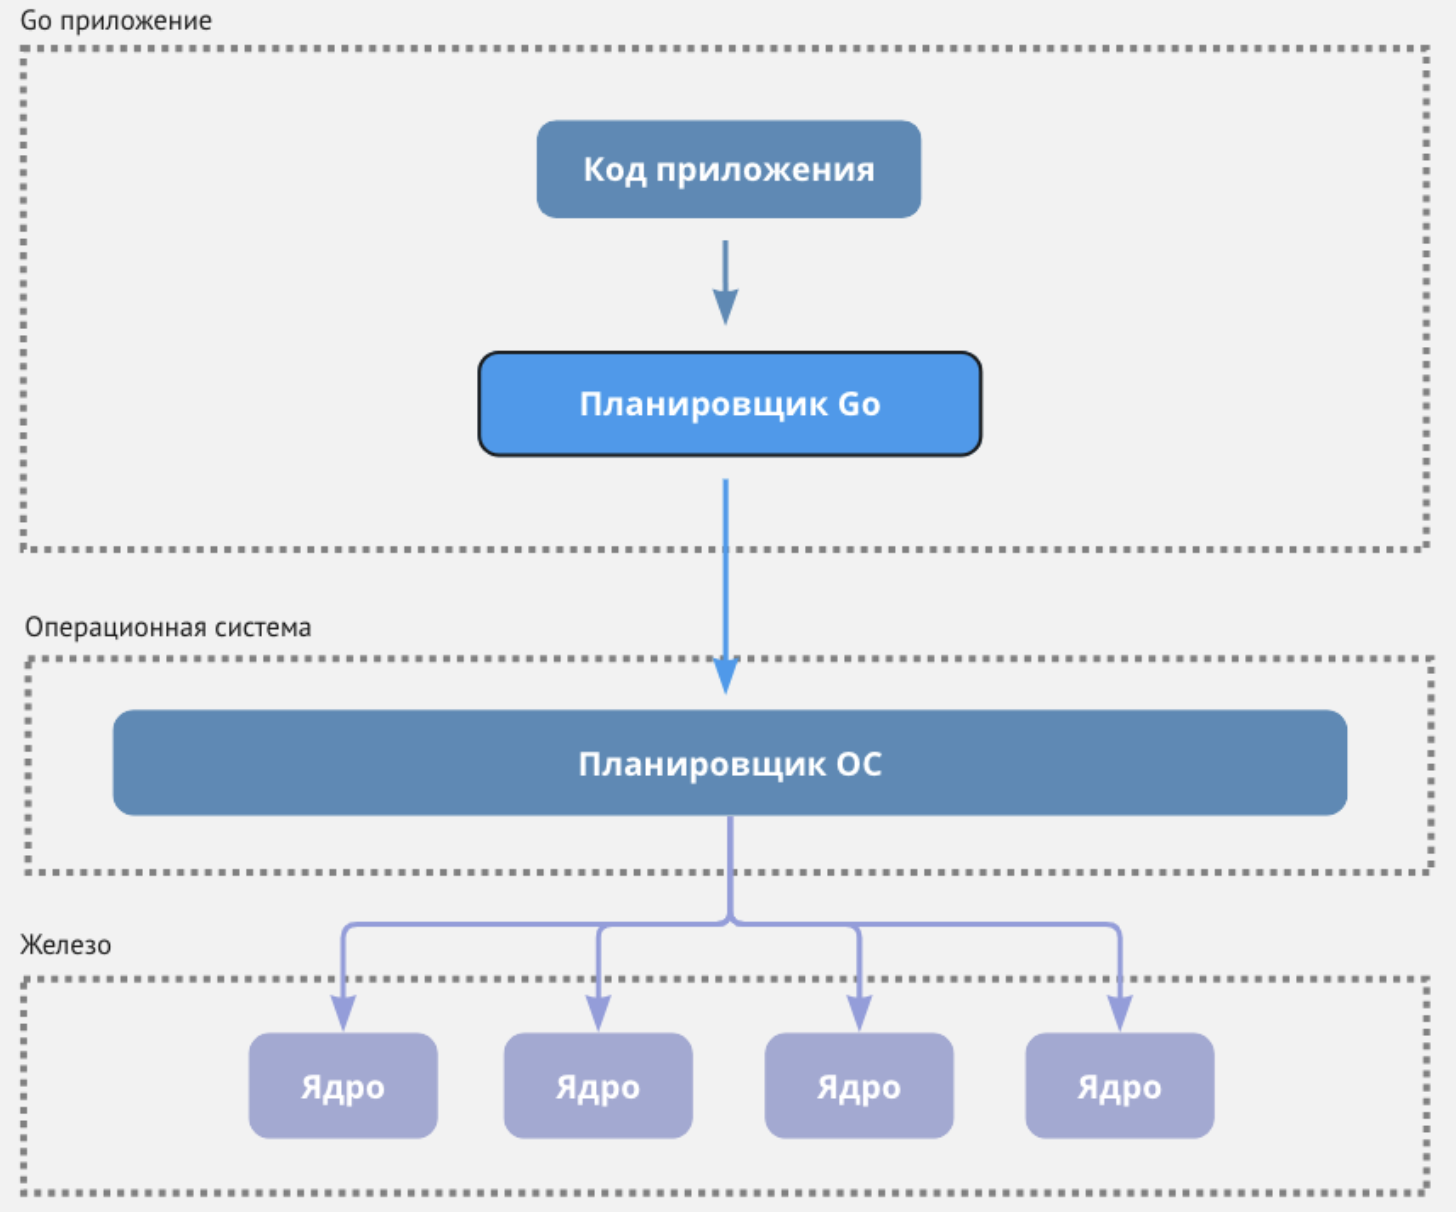 Go приложение
Код приложения
Планировщик Go
Операционная система
Планировщик ОС
Железо
Ядро
Ядро
Ядро
Ядро